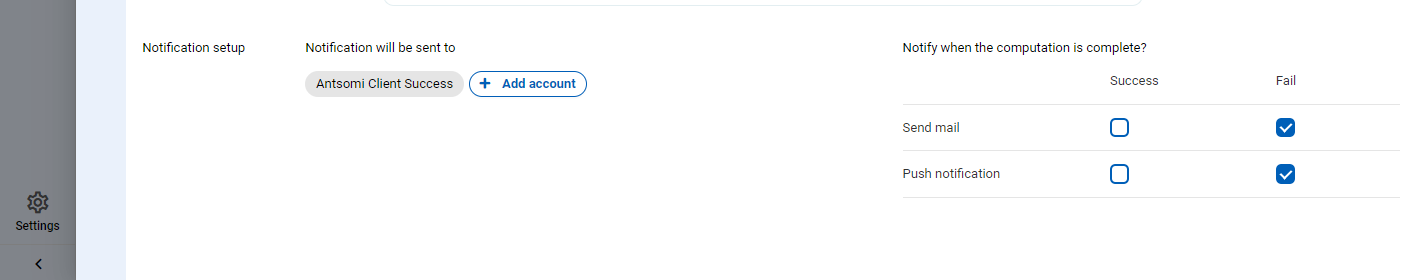 Notification setup
Notification will be sent to
Antsomi Client Success
+ Add account
Notify when the computation is complete?
Success Fail
Send mail
Push notification
Settings